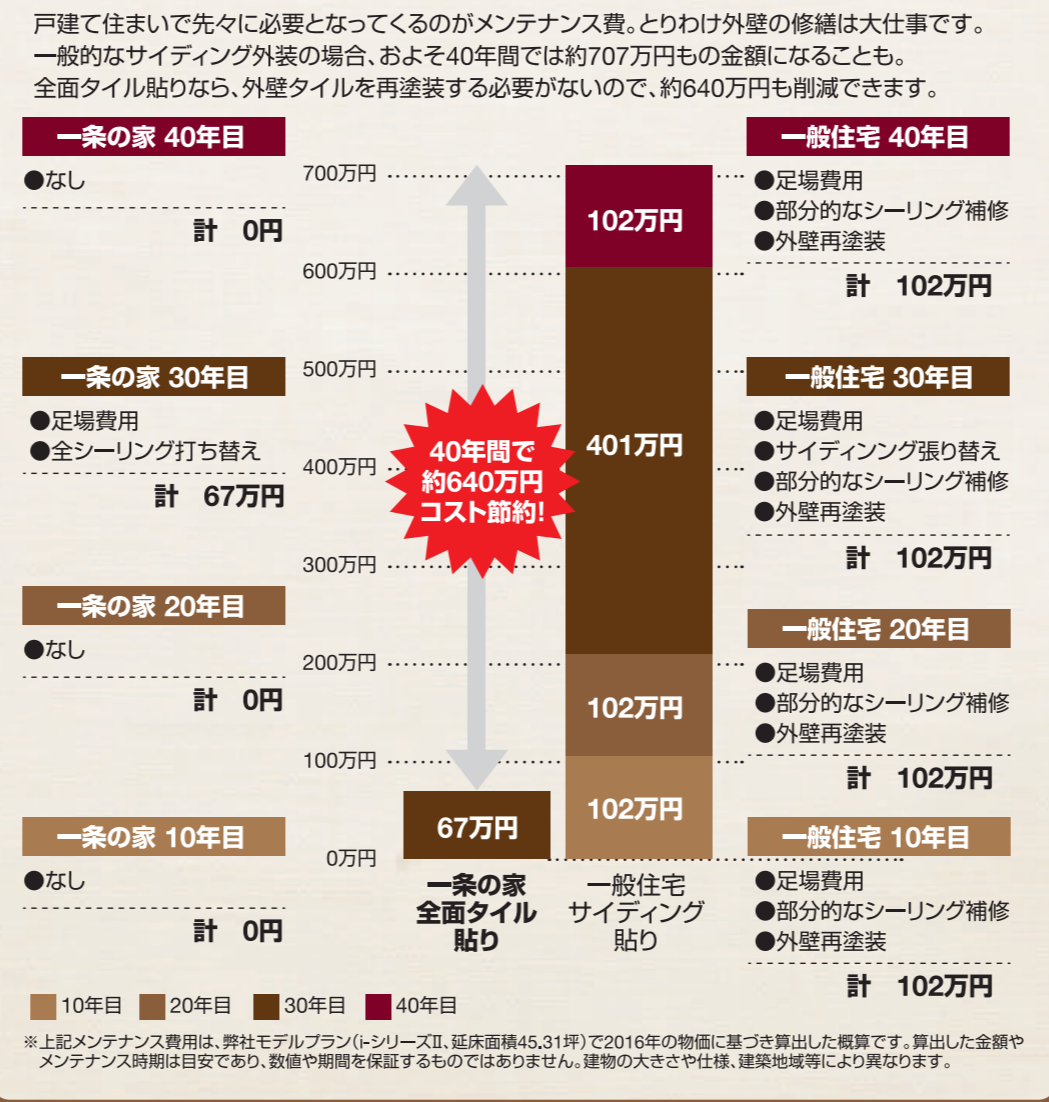 戸建て住まいで先々に必要となってくるのがメンテナンス費。とりわけ外壁の修繕は大仕事です。
一般的なサイディング外装の場合、およそ40年間では約707万円もの金額になることも。
全面タイル貼りなら、外壁タイルを再塗装する必要がないので、約640万円も削減できます。
一条の家 40年目
●なし
計 0円
一条の家 30年目
●足場費用
●全シーリング打ち替え
計 67万円
一条の家 20年目
●なし
計 0円
一条の家 10年目
●なし
計 0円
700万円
600万円
500万円
400万円
300万円
200万円
100万円
0万円
40年間で
約640万円
コスト節約!
67万円
一条の家
全面タイル
貼り
102万円
401万円
102万円
102万円
一般住宅
サイディング
貼り
一般住宅 40年目
●足場費用
●部分的なシーリング補修
●外壁再塗装
計 102万円
一般住宅 30年目
●足場費用
●サイディンング張り替え
●部分的なシーリング補修
●外壁再塗装
計 102万円
一般住宅 20年目
●足場費用
●部分的なシーリング補修
●外壁再塗装
計 102万円
一般住宅 10年目
●足場費用
●部分的なシーリング補修
●外壁再塗装
計 102万円
10年目 20年目 30年目 40年目
※上記メンテナンス費用は、弊社モデルプラン(i-シリーズⅡ、延床面積45.31坪)で2016年の物価に基づき算出した概算です。算出した金額や
メンテナンス時期は目安であり、数値や期間を保証するものではありません。建物の大きさや仕様、建築地域等により異なります。